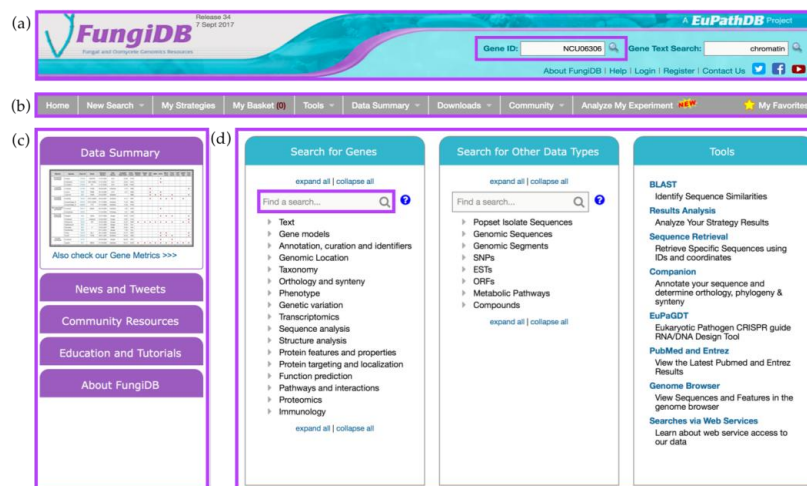 (a)
FungiDB
Release 34
7 Sept 2017
Fungal and Oomycete Genomics Resources
A EuPathDB Project
Gene ID: NCU06306 Gene Text Search: chromatin
About FungiDB | Help | Login | Register | Contact Us
(b)
Home New Search My Strategies My Basket (0) Tools Data Summary Downloads Community Analyze My Experiment NEW My Favorites
(c)
Data Summary
Also check our Gene Metrics >>>
News and Tweets
Community Resources
Education and Tutorials
About FungiDB
(d)
Search for Genes
expand all | collapse all
Find a search...
Text
Gene models
Annotation, curation and identifiers
Genomic Location
Taxonomy
Orthology and synteny
Phenotype
Genetic variation
Transcriptomics
Sequence analysis
Structure analysis
Protein features and properties
Protein targeting and localization
Function prediction
Pathways and interactions
Proteomics
Immunology
expand all | collapse all
Search for Other Data Types
expand all | collapse all
Find a search...
Popset Isolate Sequences
Genomic Sequences
Genomic Segments
SNPs
ESTs
ORFs
Metabolic Pathways
Compounds
expand all | collapse all
Tools
BLAST
Identify Sequence Similarities
Results Analysis
Analyze Your Strategy Results
Sequence Retrieval
Retrieve Specific Sequences using
IDs and coordinates
Companion
Annotate your sequence and
determine orthology, phylogeny &
synteny
EuPaGDT
Eukaryotic Pathogen CRISPR guide
RNA/DNA Design Tool
PubMed and Entrez
View the Latest Pubmed and Entrez
Results
Genome Browser
View Sequences and Features in the
genome browser
Searches via Web Services
Learn about web service access to
our data